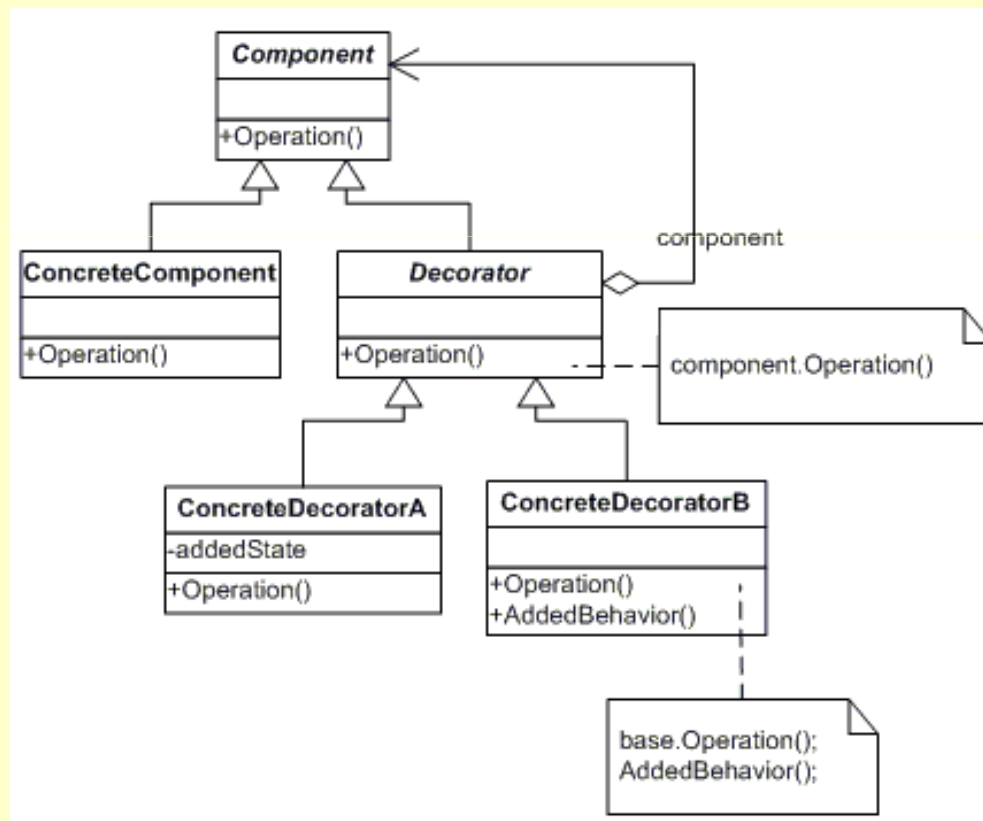 Component
+Operation()
component
ConcreteComponent
+Operation()
Decorator
+Operation()
component.Operation()
ConcreteDecoratorA
-addedState
+Operation()
ConcreteDecoratorB
+Operation()
+AddedBehavior()
base.Operation();
AddedBehavior();